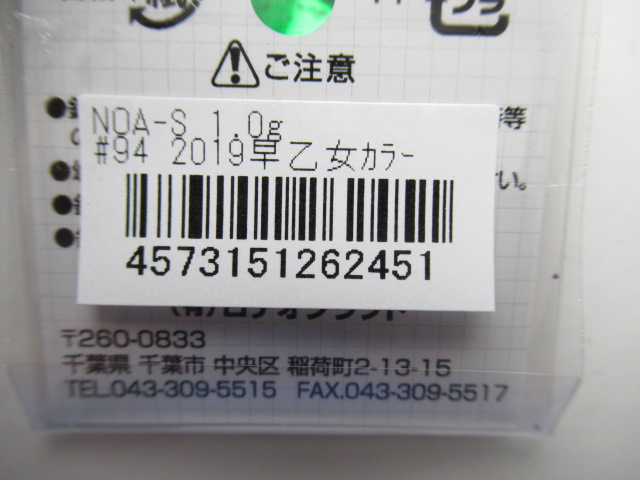 プラ
ご注意
NOA-S 1.0g
#94 2019早乙女ｶﾗｰ
4573151262451
〒260-0833
千葉県 千葉市 中央区 稲荷町2-13-15
TEL.043-309-5515 FAX.043-309-5517